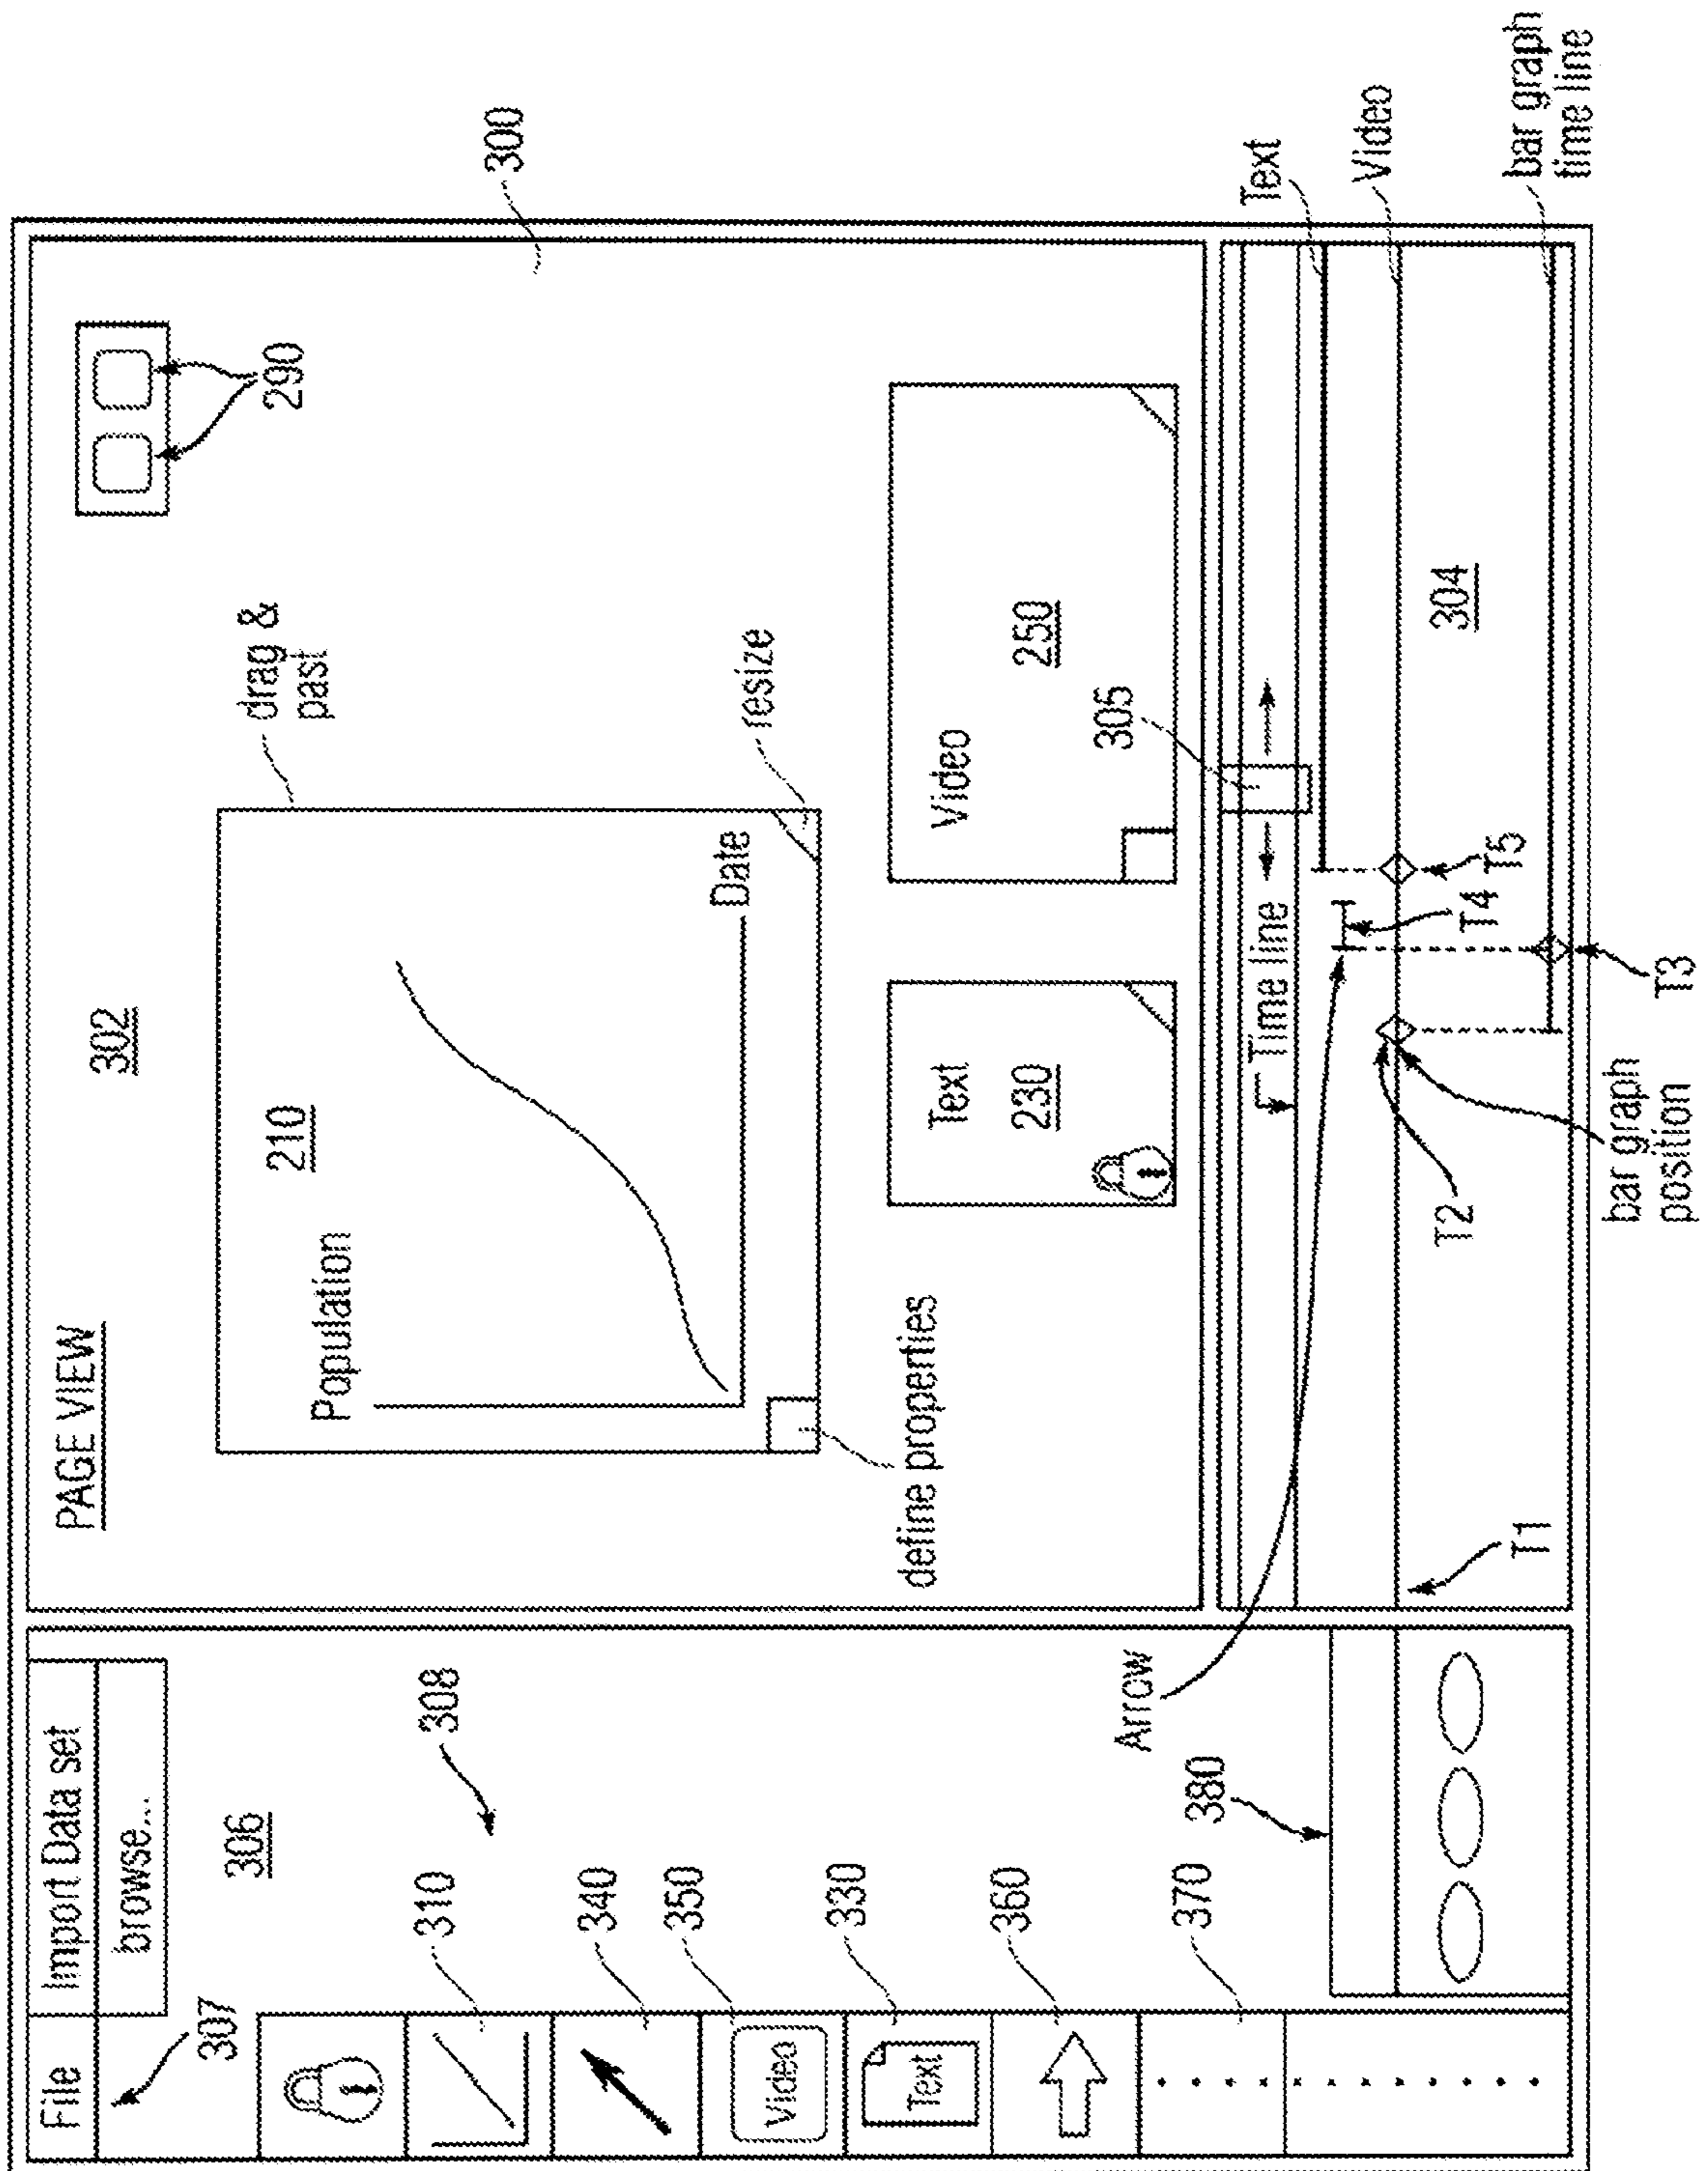 File
Import Data set
browse...
307
306
308
310
340
350
Video
330
Text
360
370
380
PAGE VIEW
302
300
290
drag &
past
210
Population
Date
resize
define properties
Text
230
Video
250
305
Time line
Text
Video
bar graph
time line
304
Arrow
T1
T2
T3
T4
T5
bar graph
position